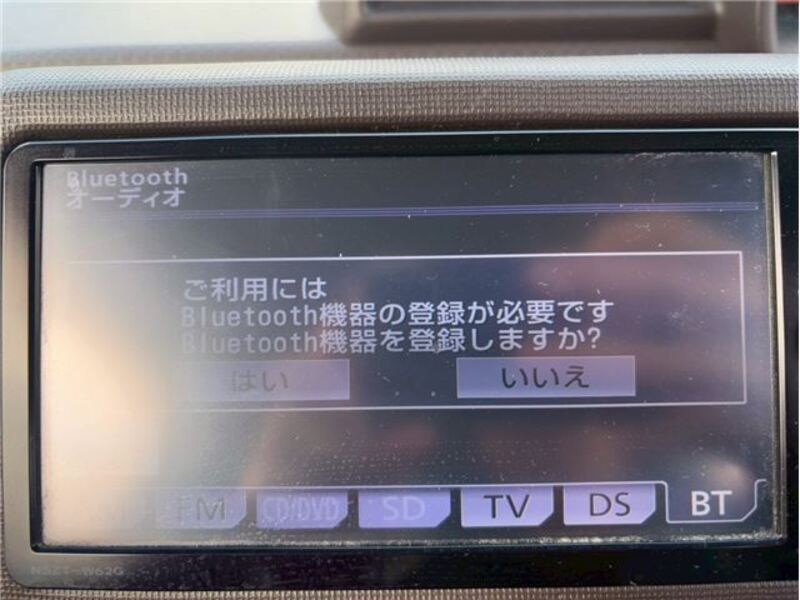 Bluetooth
オーディオ
ご利用には
Bluetooth機器の登録が必要です
Bluetooth機器を登録しますか?
はい いいえ
FM CD/DVD SD TV DS BT
NSZT-W62G